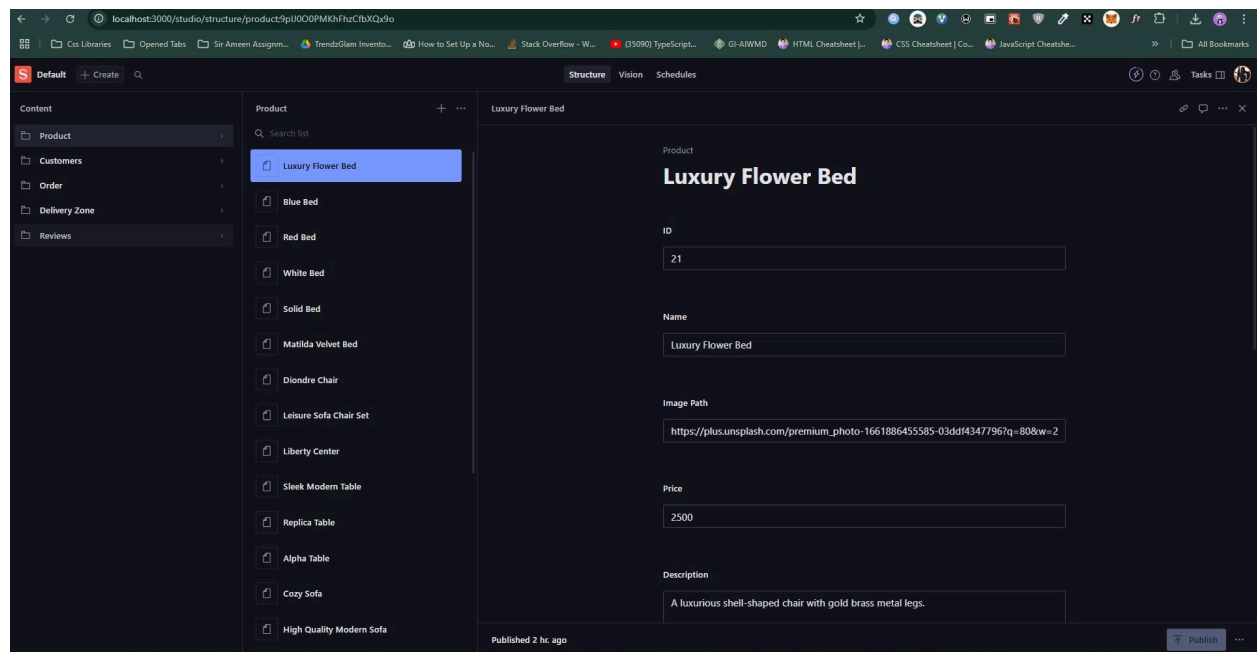 localhost:3000/studio/structure/product;9pIJ0O0PMKhFhzCfbXQx9o
Css Libraries
Opened Tabs
Sir Ameen Assignm...
TrendzGlam Invento...
How to Set Up a No...
Stack Overflow - W...
(35090) TypeScript...
GI-AIWMD
HTML Cheatsheet |...
CSS Cheatsheet | Co...
JavaScript Cheatshe...
All Bookmarks
S Default
+ Create
Structure
Vision
Schedules
Tasks
Content
Product
Customers
Order
Delivery Zone
Reviews
Product
Search list
Luxury Flower Bed
Blue Bed
Red Bed
White Bed
Solid Bed
Matilda Velvet Bed
Diondre Chair
Leisure Sofa Chair Set
Liberty Center
Sleek Modern Table
Replica Table
Alpha Table
Cozy Sofa
High Quality Modern Sofa
Luxury Flower Bed
Product
Luxury Flower Bed
ID
21
Name
Luxury Flower Bed
Image Path
https://plus.unsplash.com/premium_photo-1661886455585-03ddf4347796?q=80&w=2
Price
2500
Description
A luxurious shell-shaped chair with gold brass metal legs.
Published 2 hr. ago
Publish